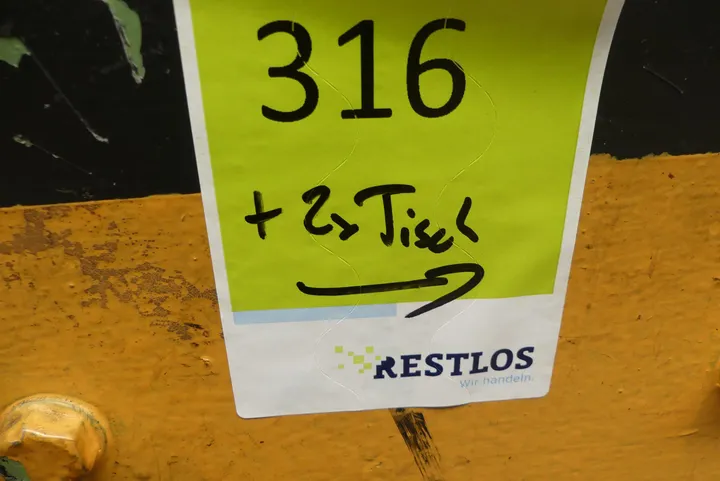 316
+ 2x Tisch
RESTLOS
Wir handeln.